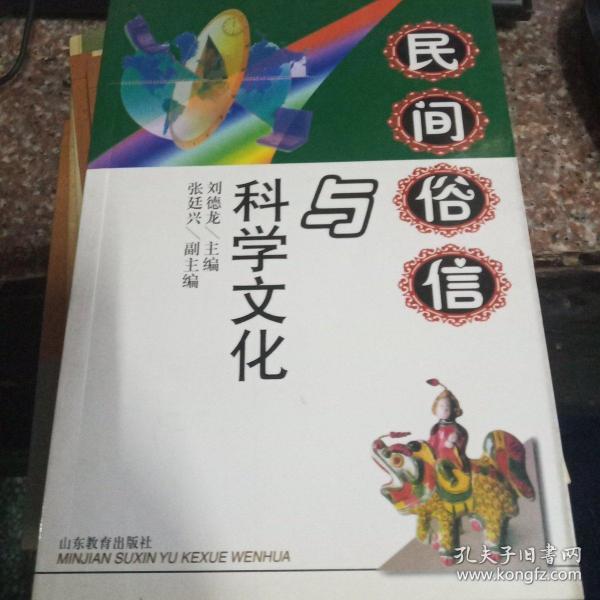 民间俗信
与
科学文化
刘德龙/主编
张廷兴/副主编
山东教育出版社
MINJIAN SUXIN YU KEXUE WENHUA
孔夫子旧书网
www.kongfz.com